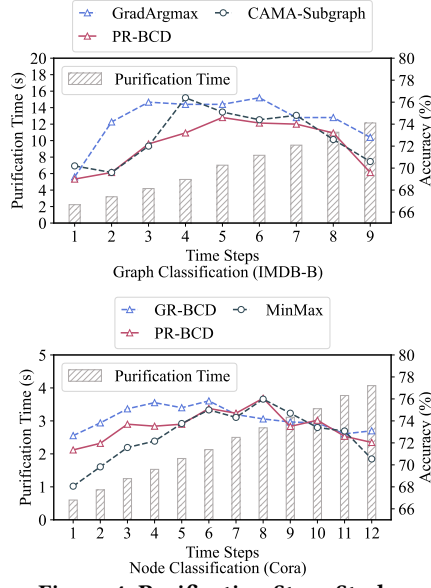 GradArgmax CAMA-Subgraph
PR-BCD
Purification Time
Purification Time (s)
20
18
16
14
12
10
8
6
4
2
0
80
78
76
74
72
70
68
66
Accuracy (%)
1 2 3 4 5 6 7 8 9
Time Steps
Graph Classification (IMDB-B)
GR-BCD MinMax
PR-BCD
Purification Time
Purification Time (s)
5
4
3
2
1
0
80
78
76
74
72
70
68
66
Accuracy (%)
1 2 3 4 5 6 7 8 9 10 11 12
Time Steps
Node Classification (Cora)